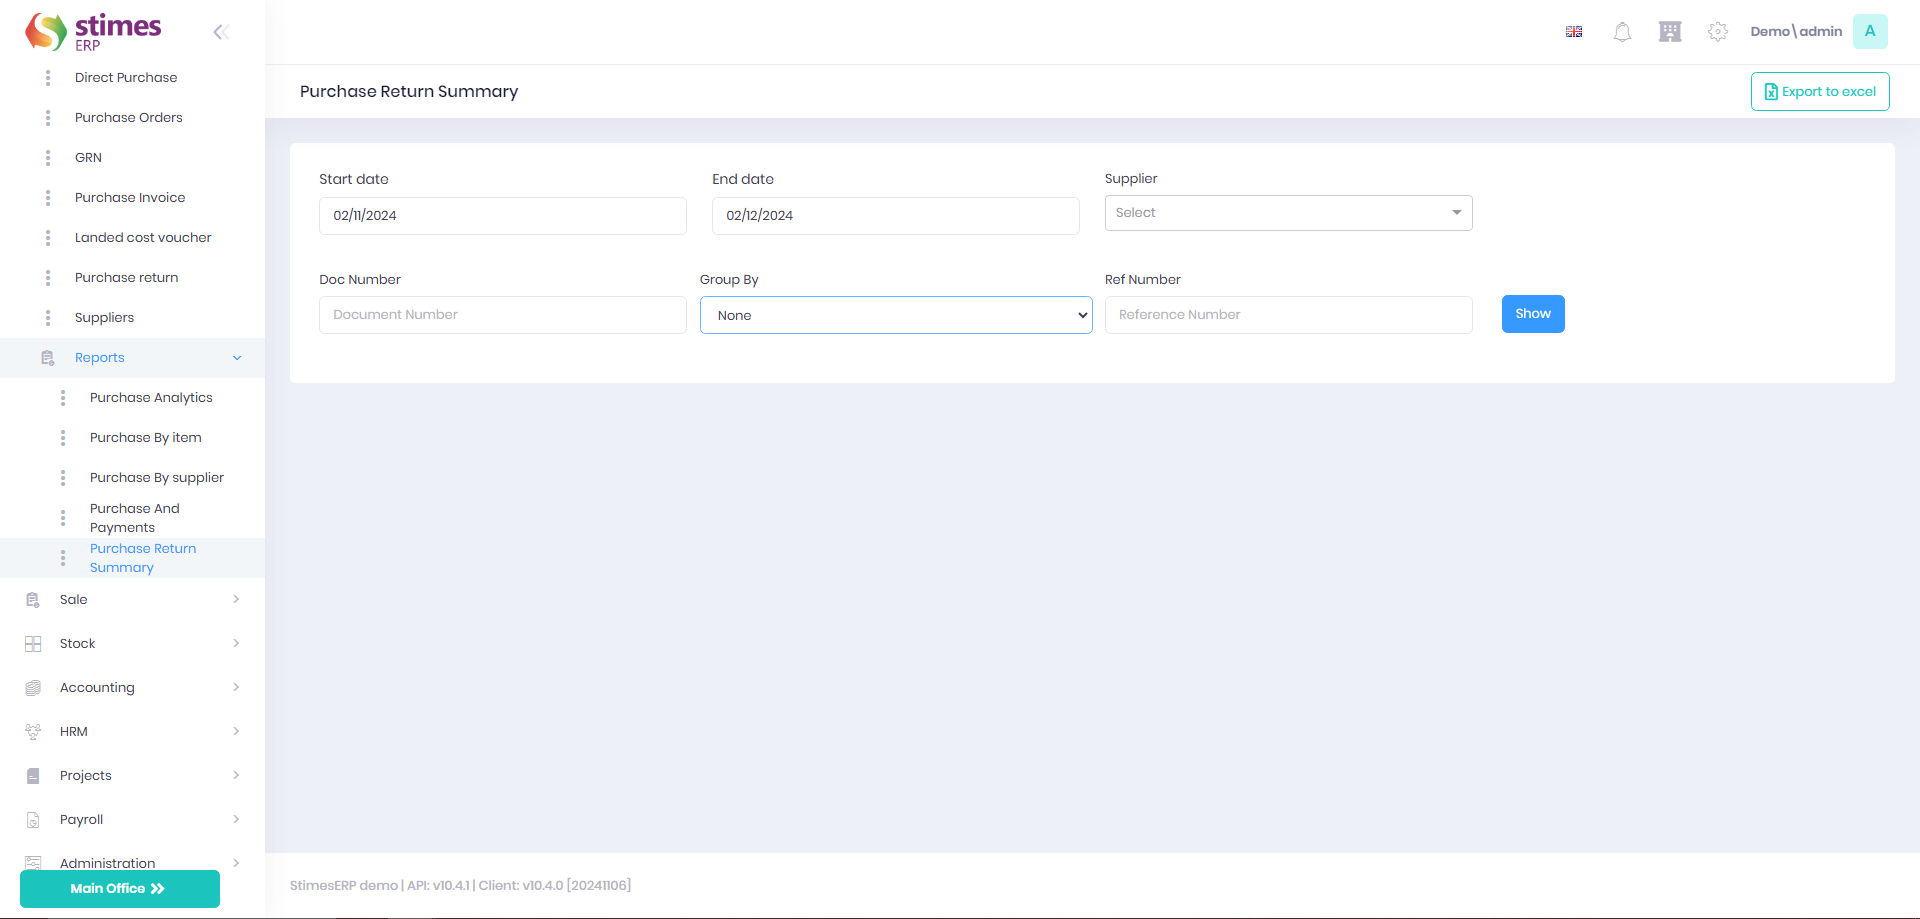 stimes
ERP
Demo\admin
A
Direct Purchase
Purchase Orders
GRN
Purchase Invoice
Landed cost voucher
Purchase return
Suppliers
Reports
Purchase Analytics
Purchase By item
Purchase By supplier
Purchase And
Payments
Purchase Return
Summary
Sale
Stock
Accounting
HRM
Projects
Payroll
Administration
Main Office
Purchase Return Summary
Export to excel
Start date
End date
Supplier
02/11/2024
02/12/2024
Select
Doc Number
Group By
Ref Number
Document Number
None
Reference Number
Show
StimesERP demo | API: v10.4.1 | Client: v10.4.0 [20241106]